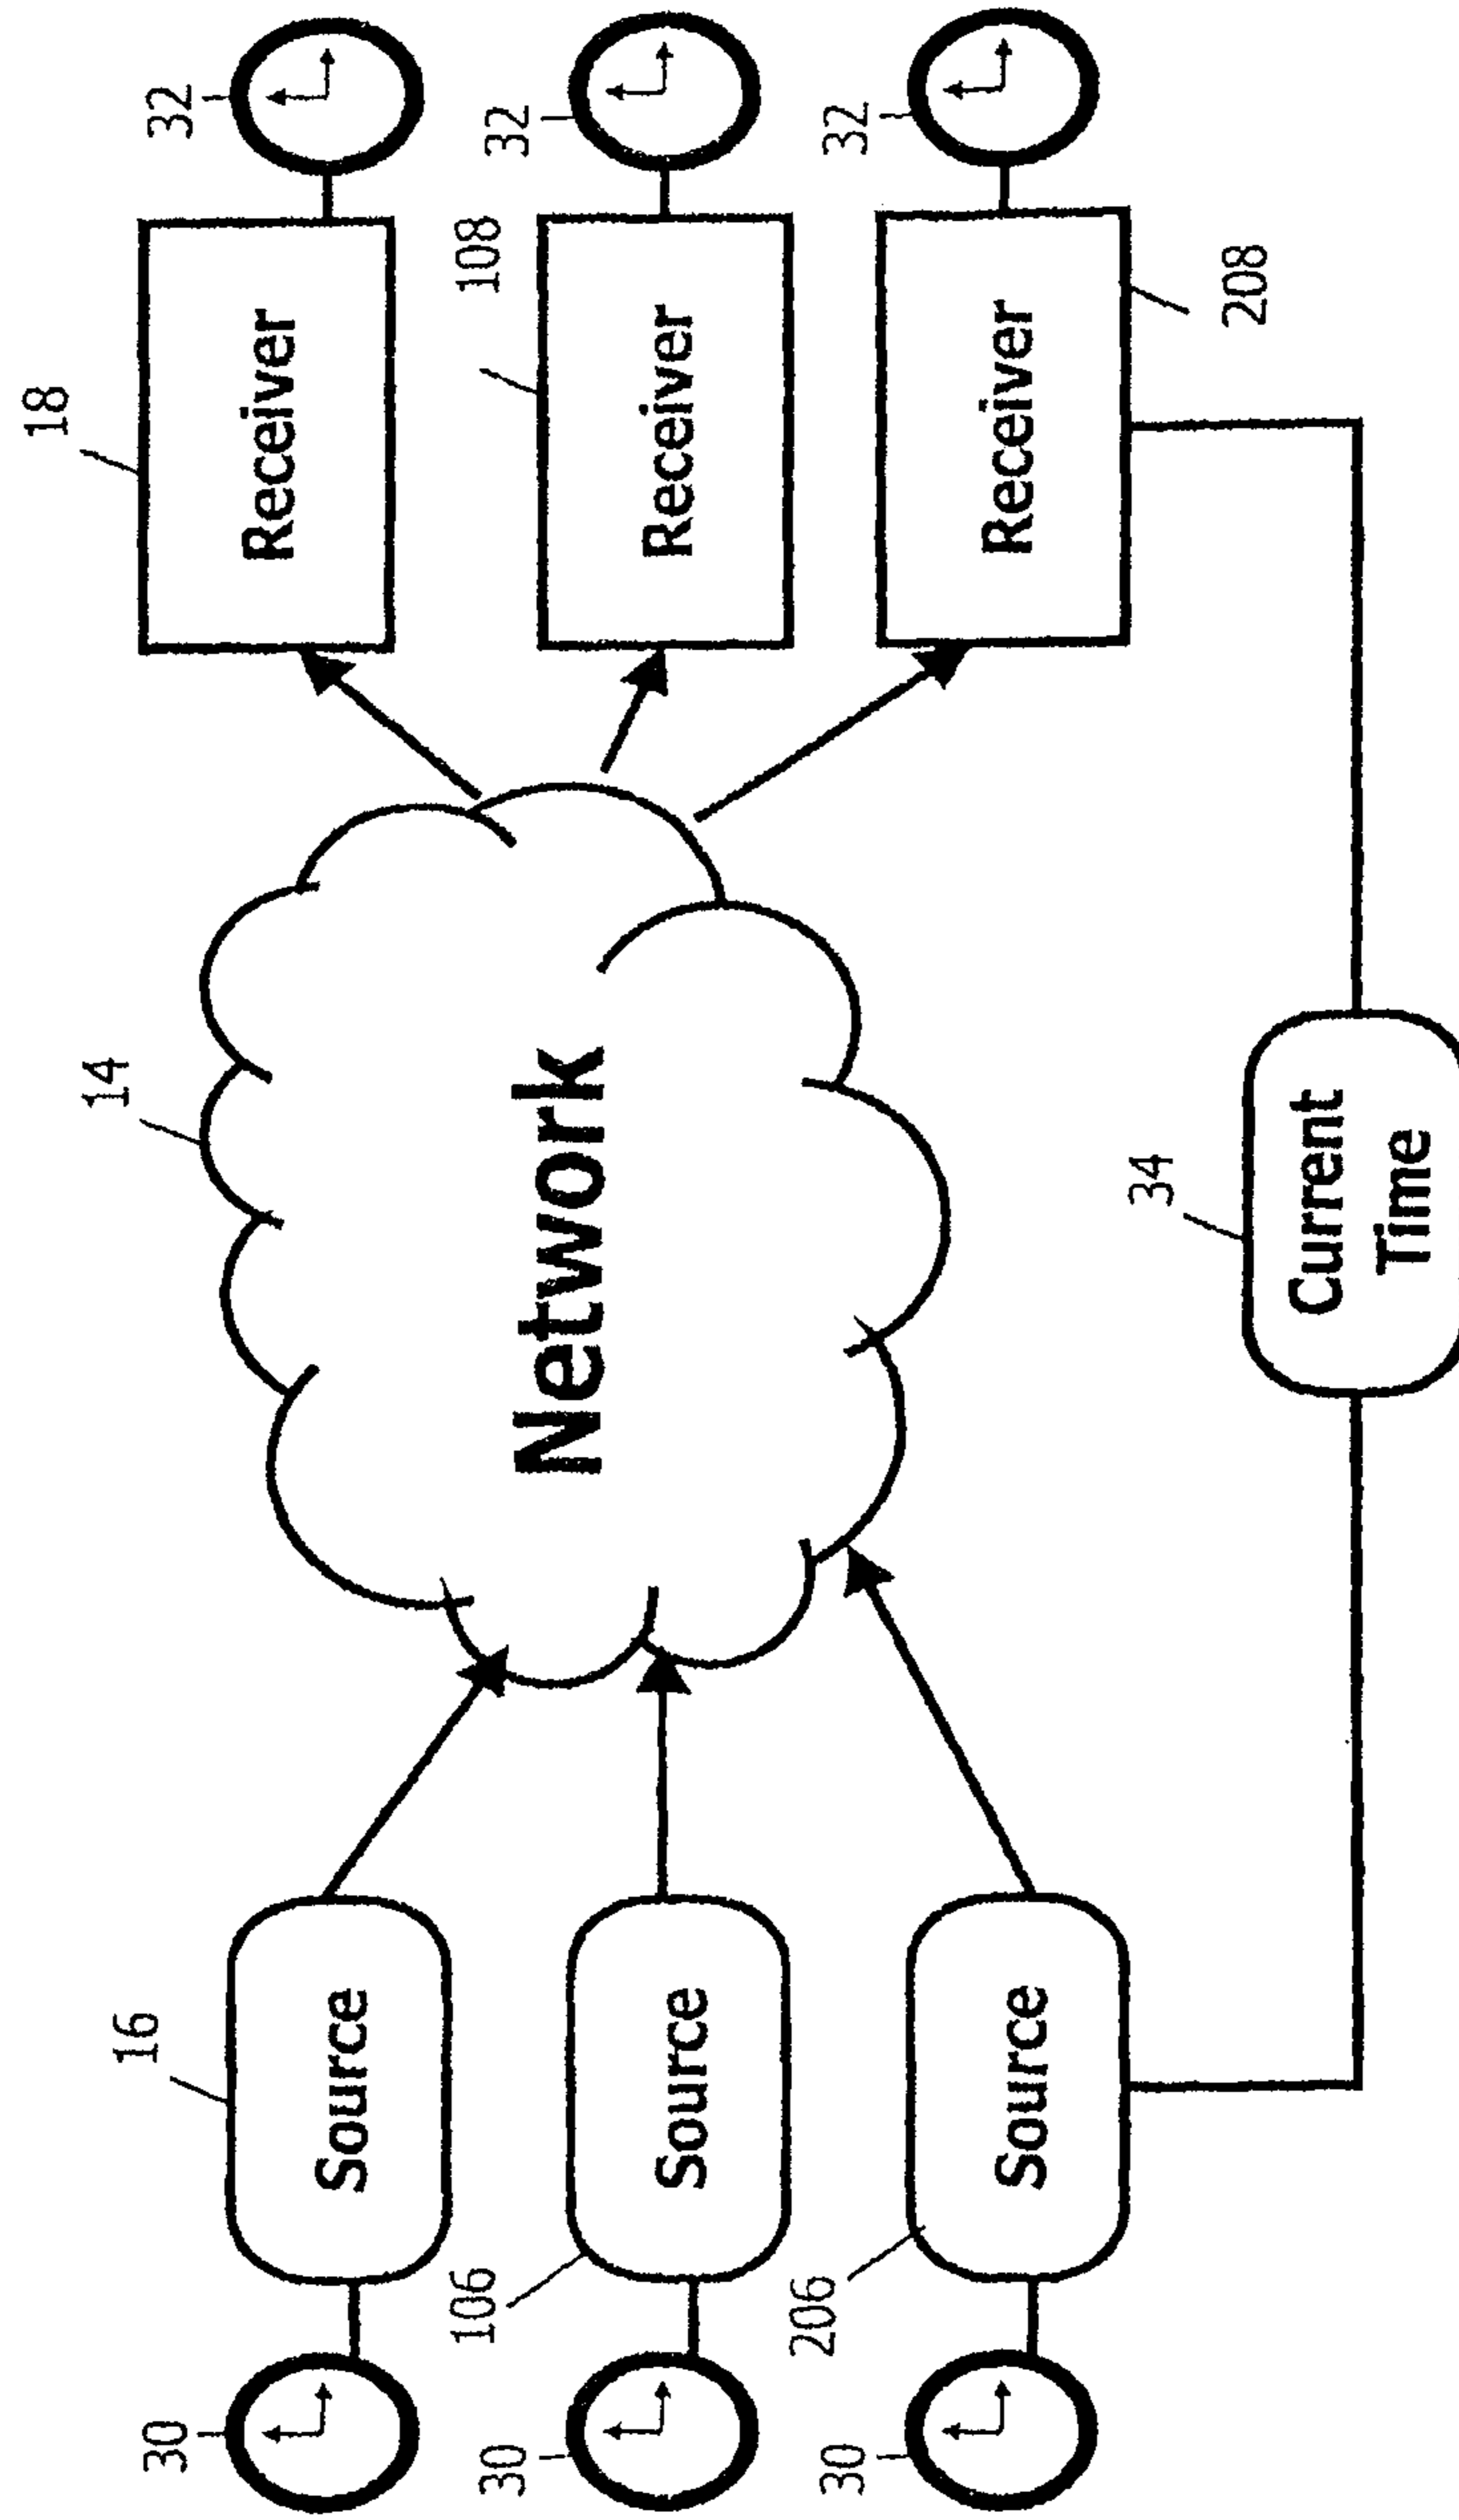 30
16
Source
30
106
Source
30
206
Source
14
Network
34
Current
Time
18
Receiver
32
108
Receiver
32
208
Receiver
32